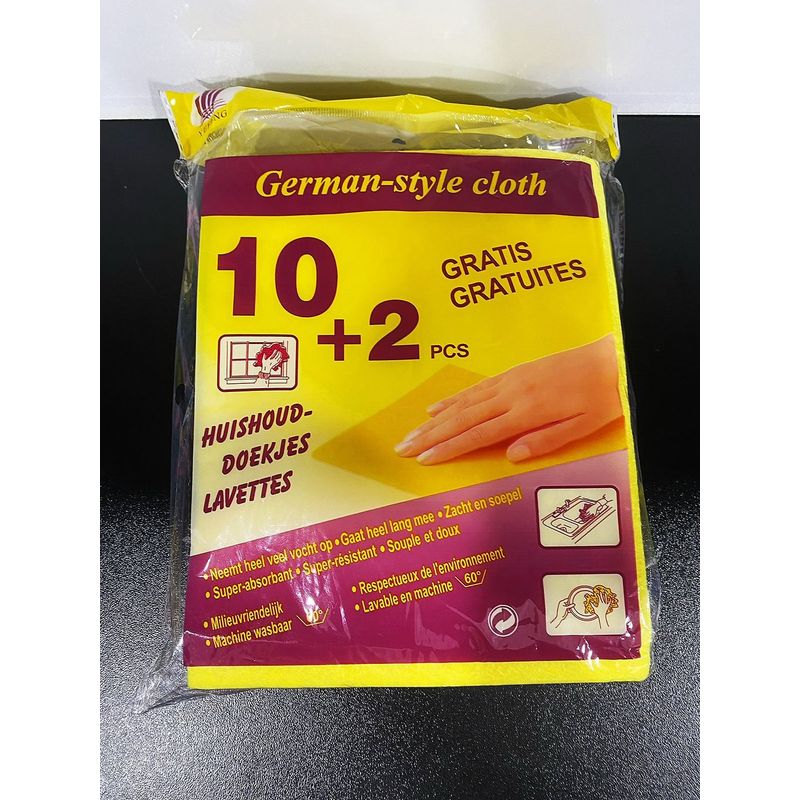 German-style cloth
10
+2 PCS
GRATIS
GRATUITES
HUISHOUD-
DOEKJES
LAVETTES
• Neemt heel veel vocht op • Gaat heel lang mee • Zacht en soepel
• Super-absorbant • Super-résistant • Souple et doux
• Milieuvriendelijk
• Machine wasbaar
• Respectueux de l'environnement
• Lavable en machine 60°